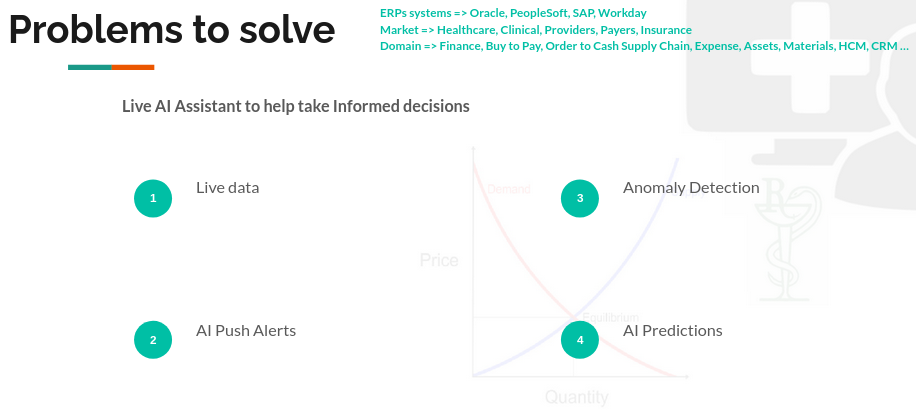 Problems to solve
ERPs systems => Oracle, PeopleSoft, SAP, Workday
Market => Healthcare, Clinical, Providers, Payers, Insurance
Domain => Finance, Buy to Pay, Order to Cash Supply Chain, Expense, Assets, Materials, HCM, CRM ...
Live AI Assistant to help take Informed decisions
1 Live data
3 Anomaly Detection
Demand
Price
2 AI Push Alerts
4 AI Predictions
Equilibrium
Quantity
R